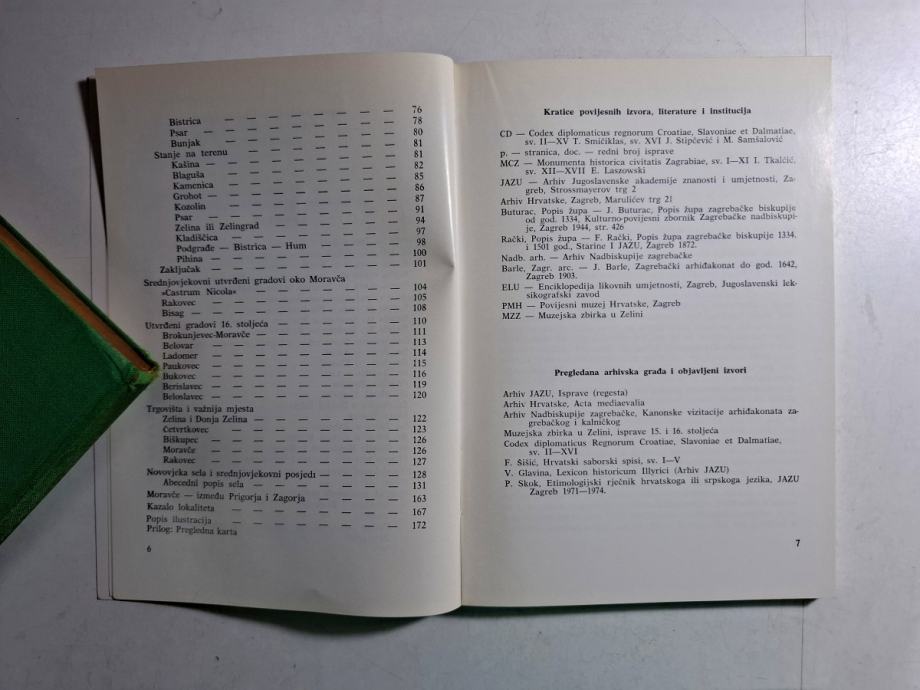 Bistrica — — — — — — — 76
Psar — — — — — — — — 78
Bunjak — — — — — — — 80
Stanje na terenu — — — — — — 81
Kašina — — — — — — — 81
Blaguša — — — — — — — 82
Kamenica — — — — — — — 85
Grohot — — — — — — — 86
Kozolin — — — — — — — 87
Psar — — — — — — — — 91
Zelina ili Zelingrad — — — — — 94
Kladiščica — — — — — — — 97
Podgrađe — Bistrica — Hum — — — — 98
Pihina — — — — — — — 100
Zaključak — — — — — — — 101
Srednjovjekovni utvrđeni gradovi oko Moravča
»Castrum Nicola« — — — — — — 104
Rakovec — — — — — — — 105
Bisag — — — — — — — 108
Utvrđeni gradovi 16. stoljeća — — — — — 110
Brokunjevec-Moravče — — — — — 111
Belovar — — — — — — — 113
Ladomer — — — — — — — 114
Paukovec — — — — — — — 115
Bukovec — — — — — — — 116
Berislavec — — — — — — — 119
Beloslavec — — — — — — — 120
Trgovišta i važnija mjesta
Zelina i Donja Zelina — — — — — 122
Četvrtkovec — — — — — — 123
Biškupec — — — — — — — 126
Moravče — — — — — — — 126
Rakovec — — — — — — — 127
Novovjeka sela i srednjovjekovni posjedi — — — 128
Abecedni popis sela — — — — — 131
Moravče — između Prigorja i Zagorja — — — — 163
Kazalo lokaliteta — — — — — — 167
Popis ilustracija — — — — — — — 172
Prilog: Pregledna karta
6
Kratice povijesnih izvora, literature i institucija
CD — Codex diplomaticus regnorum Croatiae, Slavoniae et Dalmatiae,
sv. II—XV T. Smičiklas, sv. XVI J. Stipčević i M. Šamšalović
p. — stranica, doc. — redni broj isprave
MCZ — Monumenta historica civitatis Zagrabiae, sv. I—XI I. Tkalčić,
sv. XII—XVII E. Laszowski
JAZU — Arhiv Jugoslavenske akademije znanosti i umjetnosti, Za-
greb, Strossmayerov trg 2
Arhiv Hrvatske, Zagreb, Marulićev trg 21
Buturac, Popis župa — J. Buturac, Popis župa zagrebačke biskupije
od god. 1334, Kulturno-povijesni zbornik Zagrebačke nadbiskupi-
je, Zagreb 1944, str. 426
Rački, Popis župa — F. Rački, Popis župa zagrebačke biskupije 1334.
i 1501 god., Starine I JAZU, Zagreb 1872.
Nadb. arh. — Arhiv Nadbiskupije zagrebačke
Barle, Zagr. arc. — J. Barle, Zagrebački arhiđakonat do god. 1642,
Zagreb 1903.
ELU — Enciklopedija likovnih umjetnosti, Zagreb, Jugoslavenski lek-
sikografski zavod
PMH — Povijesni muzej Hrvatske, Zagreb
MZZ — Muzejska zbirka u Zelini
Pregledana arhivska građa i objavljeni izvori
Arhiv JAZU, Isprave (regesta)
Arhiv Hrvatske, Acta mediaevalia
Arhiv Nadbiskupije zagrebačke, Kanonske vizitacije arhiđakonata za-
grebačkog i kalničkog
Muzejska zbirka u Zelini, isprave 15. i 16. stoljeća
Codex diplomaticus Regnorum Croatiae, Slavoniae et Dalmatiae,
sv. II—XVI
F. Šišić, Hrvatski saborski spisi, sv. I—V
V. Glavina, Lexicon historicum Illyrici (Arhiv JAZU)
P. Skok, Etimologijski rječnik hrvatskoga ili srpskoga jezika, JAZU
Zagreb 1971—1974.
7